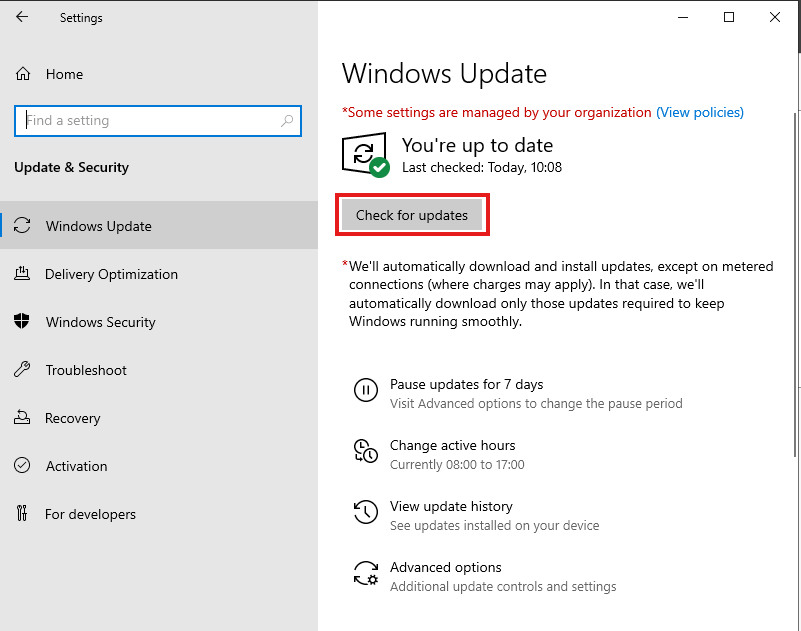 Settings
Home
Find a setting
Update & Security
Windows Update
Delivery Optimization
Windows Security
Troubleshoot
Recovery
Activation
For developers
Windows Update
*Some settings are managed by your organization (View policies)
You're up to date
Last checked: Today, 10:08
Check for updates
*We'll automatically download and install updates, except on metered
connections (where charges may apply). In that case, we'll
automatically download only those updates required to keep
Windows running smoothly.
Pause updates for 7 days
Visit Advanced options to change the pause period
Change active hours
Currently 08:00 to 17:00
View update history
See updates installed on your device
Advanced options
Additional update controls and settings